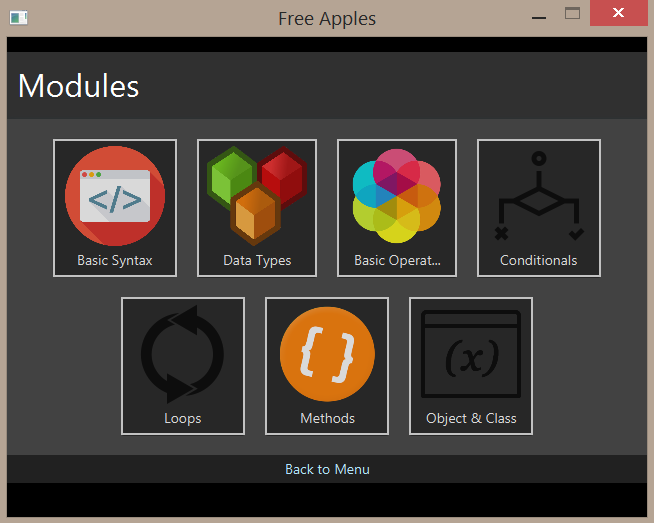 Free Apples
Modules
</>
Basic Syntax
Data Types
Basic Operat...
Conditionals
{ }
(x)
Loops
Methods
Object & Class
Back to Menu